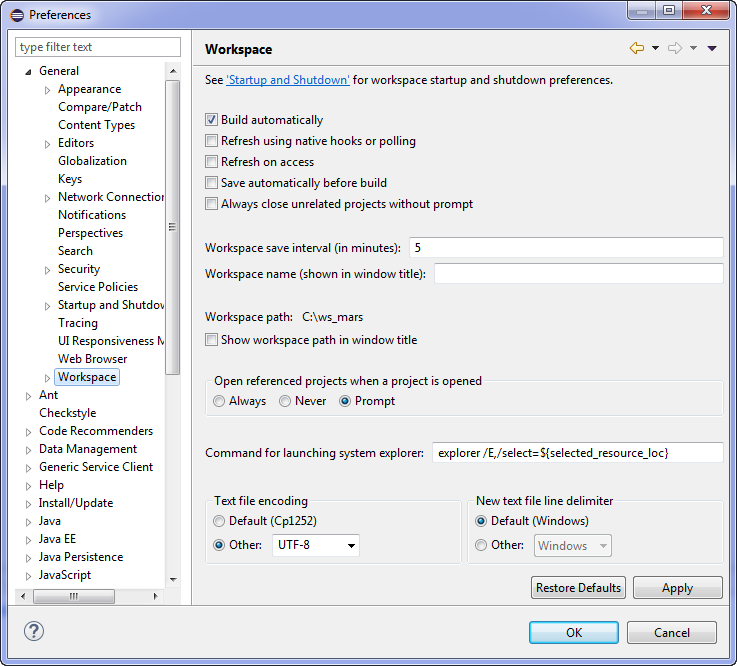 Preferences
type filter text
General
Appearance
Compare/Patch
Content Types
Editors
Globalization
Keys
Network Connection
Notifications
Perspectives
Search
Security
Service Policies
Startup and Shutdow
Tracing
UI Responsiveness M
Web Browser
Workspace
Ant
Checkstyle
Code Recommenders
Data Management
Generic Service Client
Help
Install/Update
Java
Java EE
Java Persistence
JavaScript
Workspace
See 'Startup and Shutdown' for workspace startup and shutdown preferences.
Build automatically
Refresh using native hooks or polling
Refresh on access
Save automatically before build
Always close unrelated projects without prompt
Workspace save interval (in minutes): 5
Workspace name (shown in window title):
Workspace path: C:\ws_mars
Show workspace path in window title
Open referenced projects when a project is opened
Always Never Prompt
Command for launching system explorer: explorer /E,/select=${selected_resource_loc}
Text file encoding
Default (Cp1252)
Other: UTF-8
New text file line delimiter
Default (Windows)
Other: Windows
Restore Defaults Apply
? OK Cancel